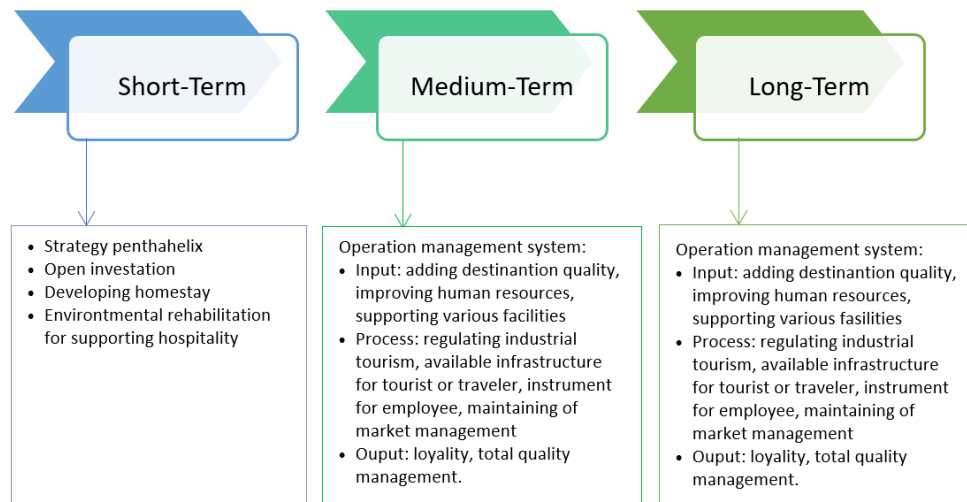 Short-Term
Medium-Term
Long-Term
• Strategy penthahelix
• Open investation
• Developing homestay
• Environtmental rehabilitation
for supporting hospitality
Operation management system:
• Input: adding destinantion quality,
improving human resources,
supporting various facilities
• Process: regulating industrial
tourism, available infrastructure
for tourist or traveler, instrument
for employee, maintaining of
market management
• Ouput: loyality, total quality
management.
Operation management system:
• Input: adding destinantion quality,
improving human resources,
supporting various fasilities
• Process: regulating industrial
tourism, available infrastructure
for tourist or traveler, instrument
for employee, maintaining of
market management
• Ouput: loyality, total quality
management.